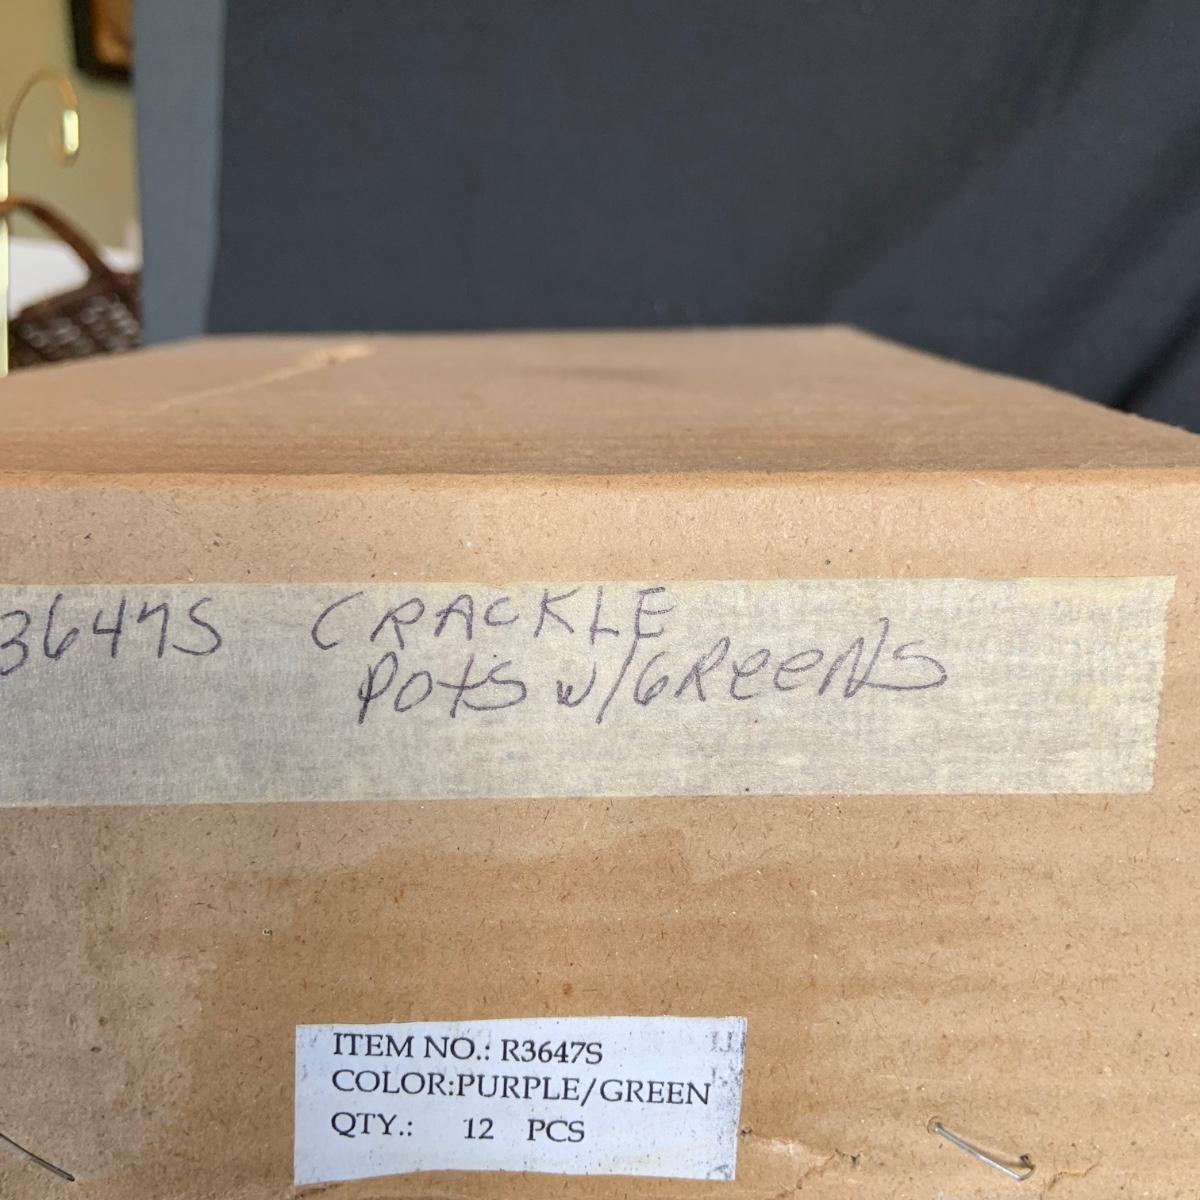 3647S CRACKLE
Pots w/GReeNS
ITEM NO.: R3647S
COLOR:PURPLE/GREEN
QTY.: 12 PCS